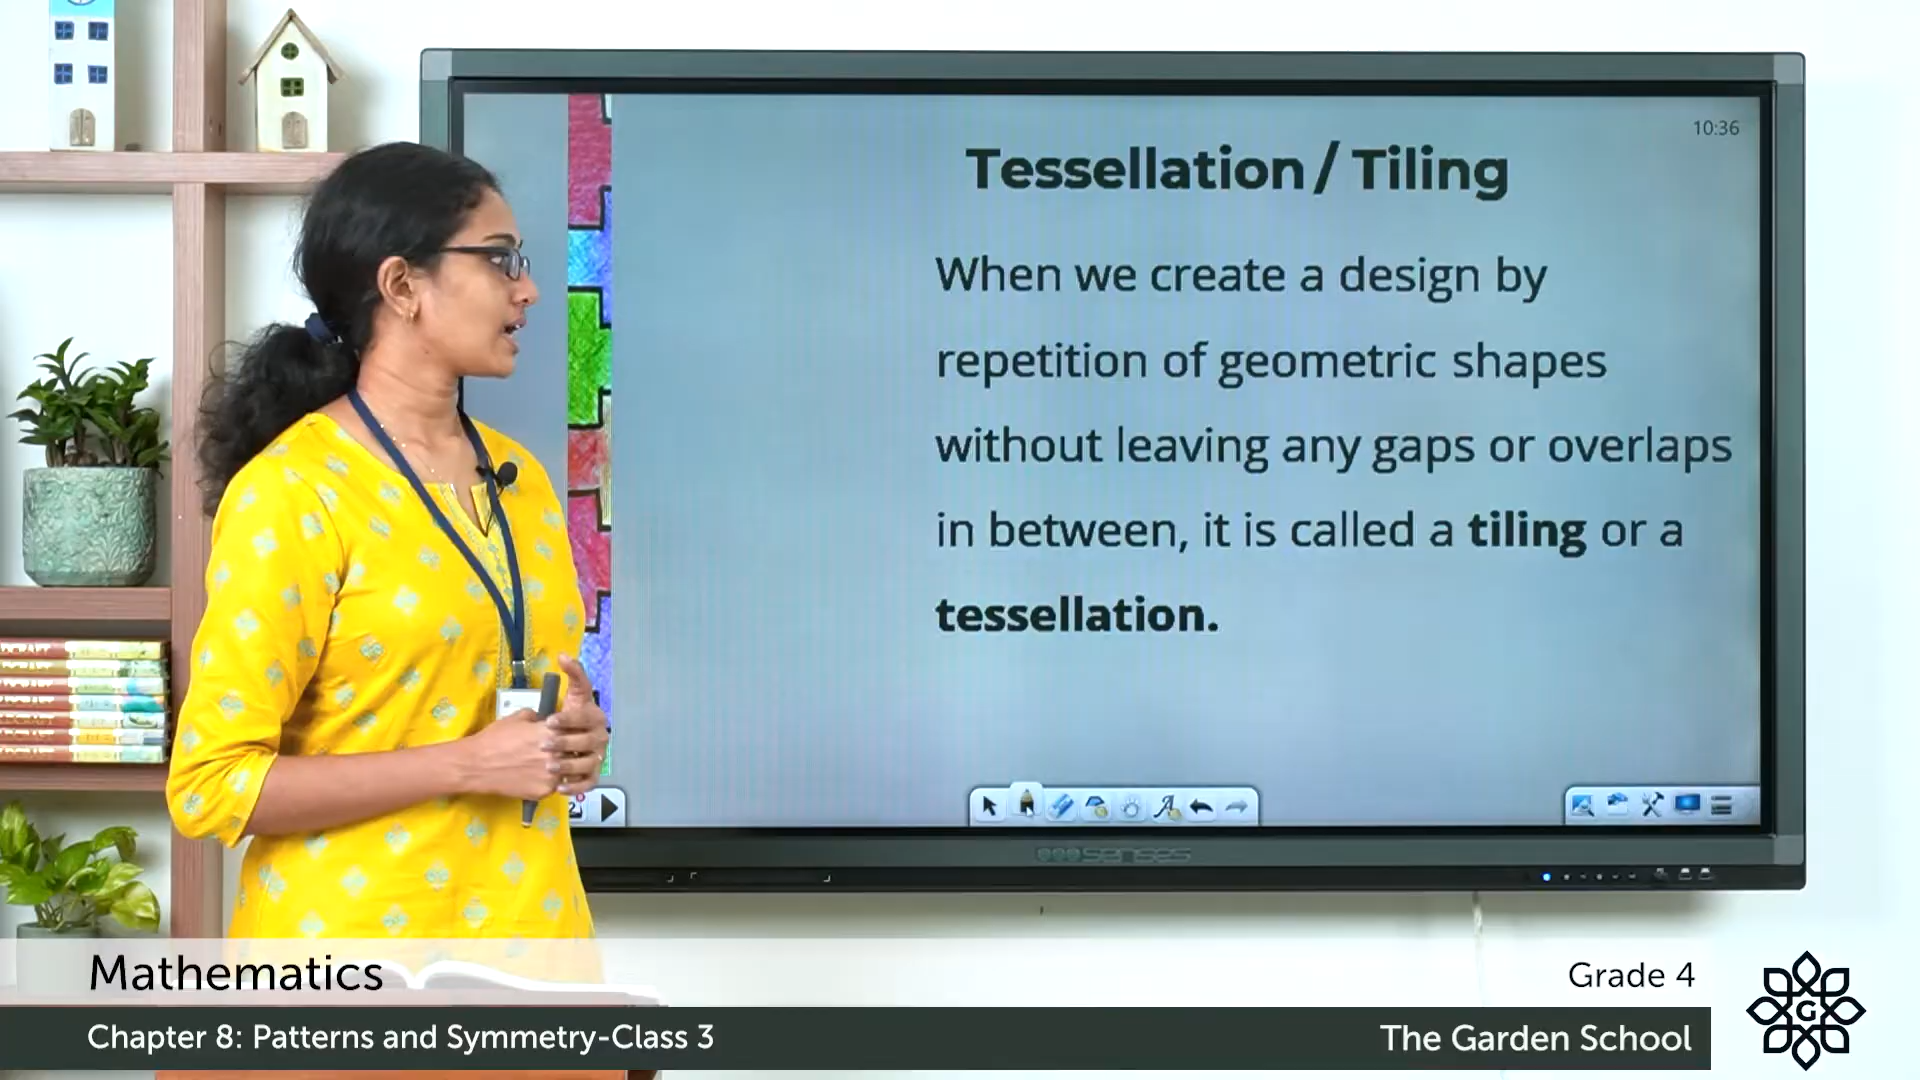 10:36
Tessellation / Tiling
When we create a design by
repetition of geometric shapes
without leaving any gaps or overlaps
in between, it is called a tiling or a
tessellation.
2
senses
Mathematics
Grade 4
Chapter 8: Patterns and Symmetry-Class 3
The Garden School
G